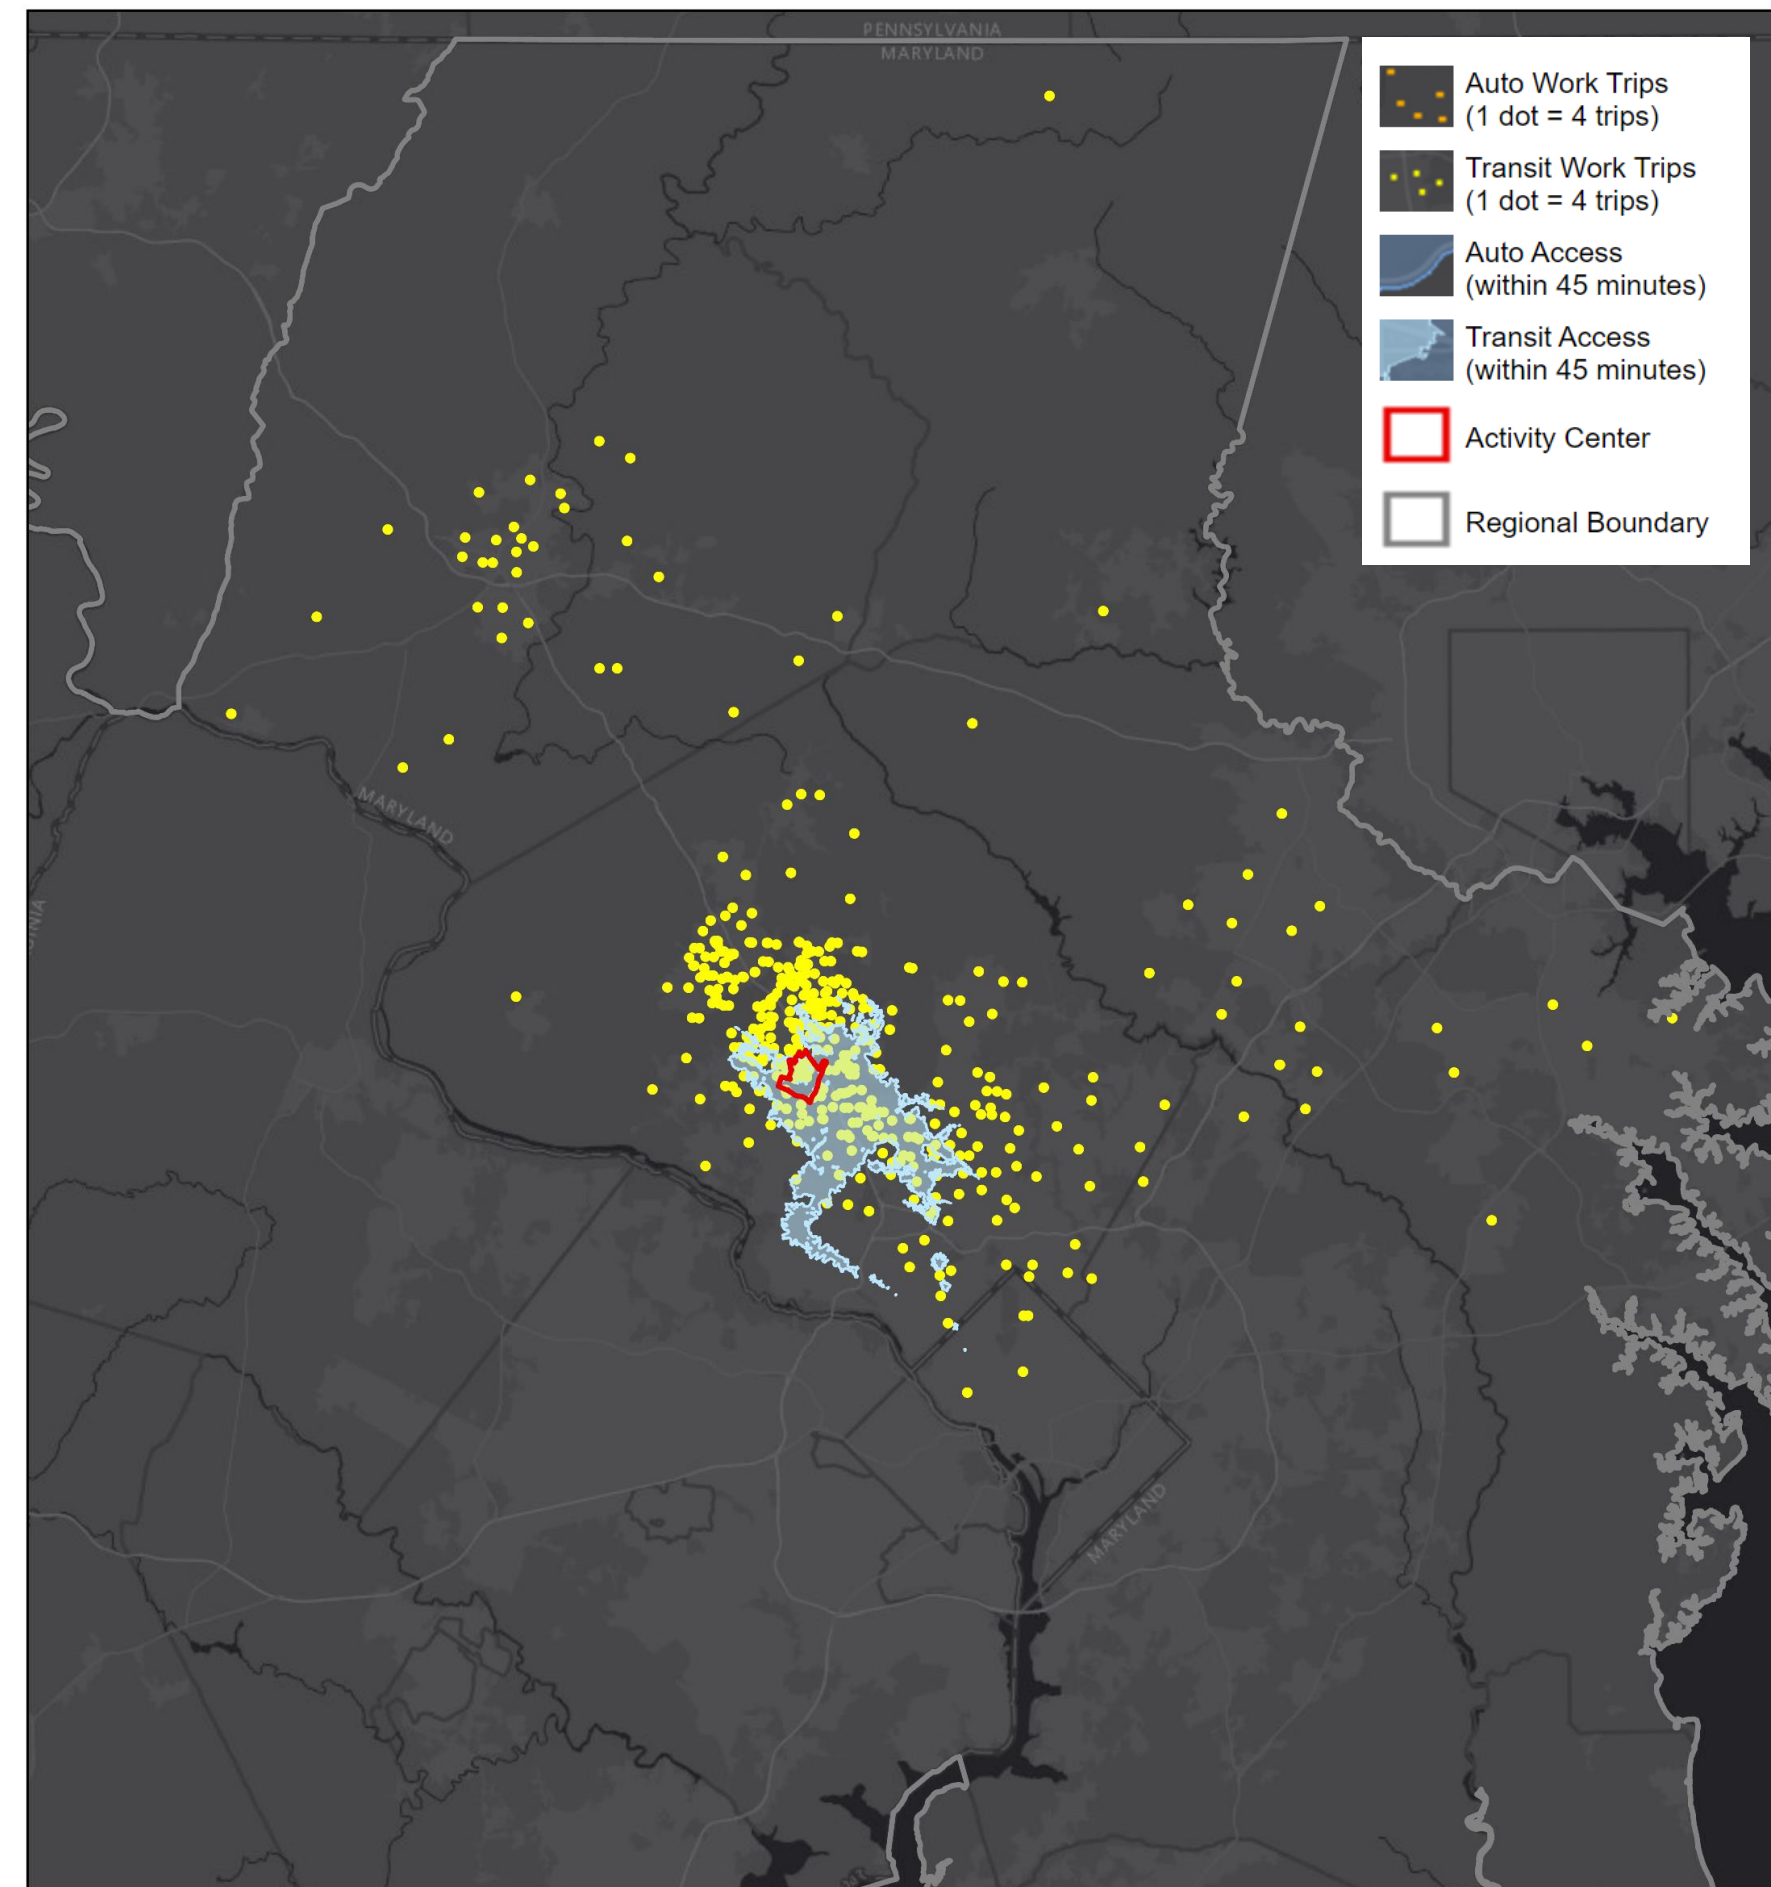 PENNSYLVANIA
MARYLAND
Auto Work Trips
(1 dot = 4 trips)
Transit Work Trips
(1 dot = 4 trips)
Auto Access
(within 45 minutes)
Transit Access
(within 45 minutes)
Activity Center
Regional Boundary
MARYLAND
MARYLAND